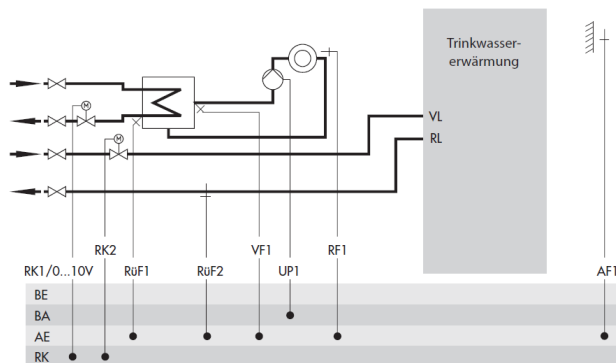 Trinkwasser-
erwärmung
M
M
VL
RL
RK2 VF1 RF1
RK1/0...10V RüF1 RüF2 UP1 AF1
BE
BA
AE
RK